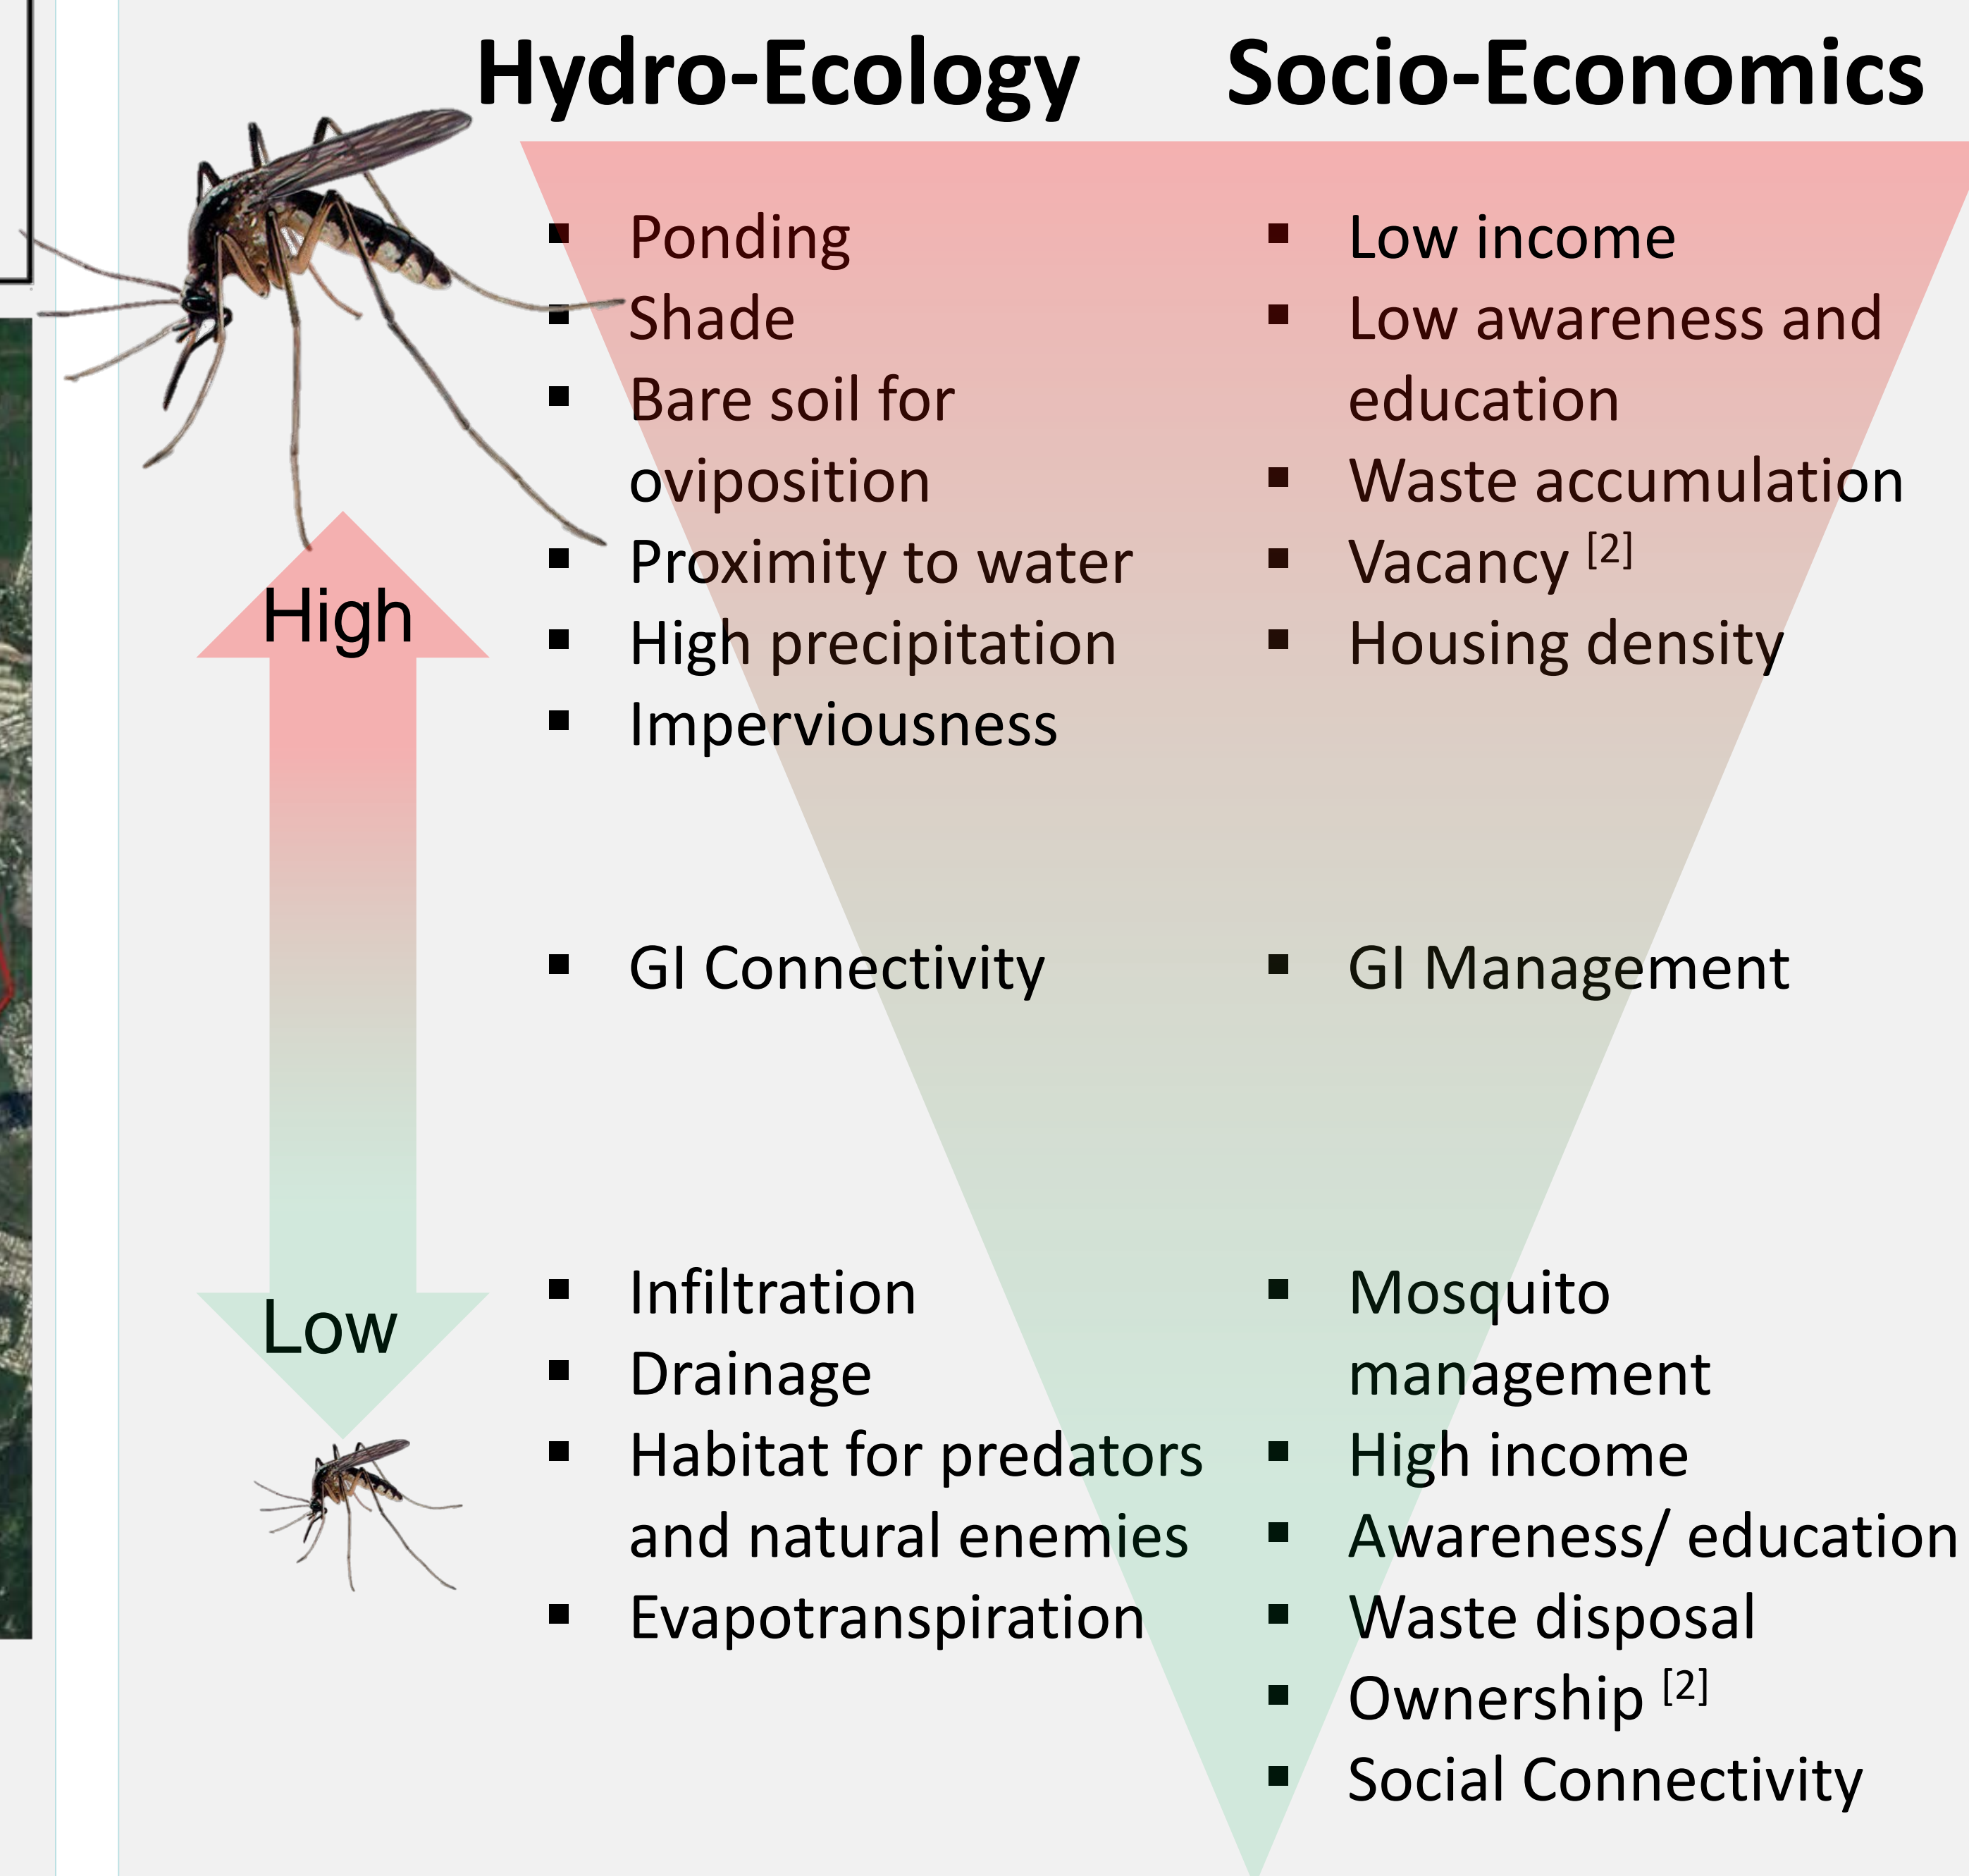 Hydro-Ecology
▪ Ponding
▪ Shade
▪ Bare soil for
oviposition
▪ Proximity to water
▪ High precipitation
▪ Imperviousness
▪ GI Connectivity
▪ Infiltration
▪ Drainage
▪ Habitat for predators
and natural enemies
▪ Evapotranspiration
Socio-Economics
▪ Low income
▪ Low awareness and
education
▪ Waste accumulation
▪ Vacancy [2]
▪ Housing density
▪ GI Management
▪ Mosquito
management
▪ High income
▪ Awareness/ education
▪ Waste disposal
▪ Ownership [2]
▪ Social Connectivity
High
Low